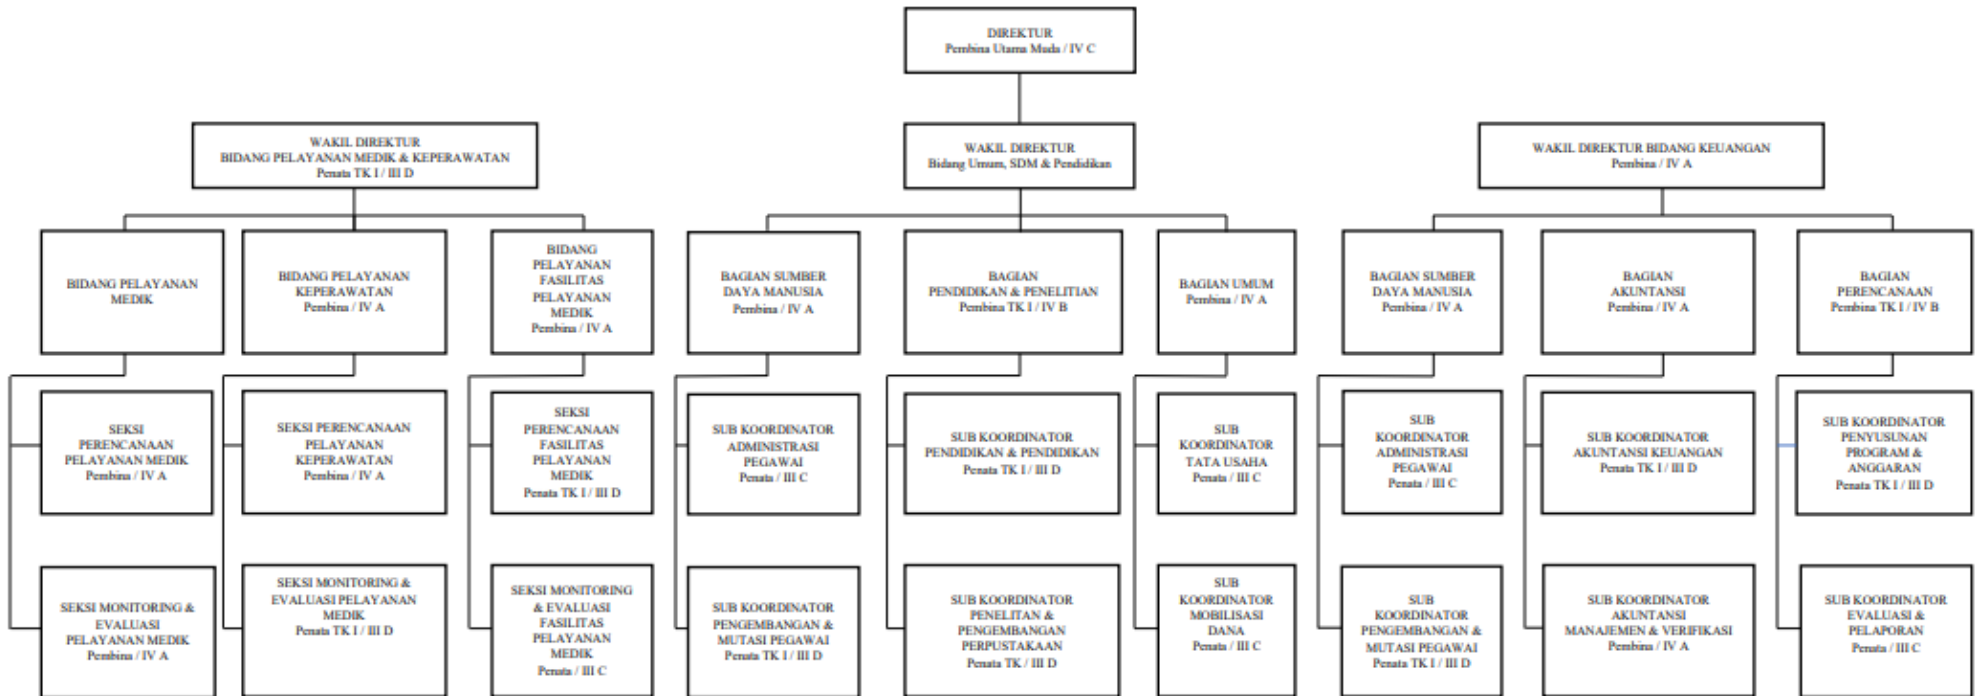 DIREKTUR
Pembina Utama Muda / IV C
WAKIL DIREKTUR
BIDANG PELAYANAN MEDIK & KEPERAWATAN
Penata TK I / III D
WAKIL DIREKTUR
Bidang Umum, SDM & Pendidikan
WAKIL DIREKTUR BIDANG KEUANGAN
Pembina / IV A
BIDANG PELAYANAN
MEDIK
BIDANG PELAYANAN
KEPERAWATAN
Pembina / IV A
BIDANG
PELAYANAN
FASILITAS
PELAYANAN
MEDIK
Pembina / IV A
BAGIAN SUMBER
DAYA MANUSIA
Pembina / IV A
BAGIAN
PENDIDIKAN & PENELITIAN
Pembina TK I / IV B
BAGIAN UMUM
Pembina / IV A
BAGIAN SUMBER
DAYA MANUSIA
Pembina / IV A
BAGIAN
AKUNTANSI
Pembina / IV A
BAGIAN
PERENCANAAN
Pembina TK I / IV B
SEKSI
PERENCANAAN
PELAYANAN MEDIK
Pembina / IV A
SEKSI PERENCANAAN
PELAYANAN
KEPERAWATAN
Pembina / IV A
SEKSI
PERENCANAAN
FASILITAS
PELAYANAN
MEDIK
Penata TK I / III D
SUB KOORDINATOR
ADMINISTRASI
PEGAWAI
Penata / III C
SUB KOORDINATOR
PENDIDIKAN & PENDIDIKAN
Penata TK I / III D
SUB
KOORDINATOR
TATA USAHA
Penata / III C
SUB
KOORDINATOR
ADMINISTRASI
PEGAWAI
Penata / III C
SUB KOORDINATOR
AKUNTANSI KEUANGAN
Penata TK I / III D
SUB KOORDINATOR
PENYUSUNAN
PROGRAM &
ANGGARAN
Penata TK I / III D
SEKSI MONITORING &
EVALUASI
PELAYANAN MEDIK
Pembina / IV A
SEKSI MONITORING &
EVALUASI PELAYANAN
MEDIK
Penata TK I / III D
SEKSI MONITORING
& EVALUASI
FASILITAS
PELAYANAN
MEDIK
Penata / III C
SUB KOORDINATOR
PENGEMBANGAN &
& MUTASI PEGAWAI
Penata TK I / III D
SUB KOORDINATOR
PENELITAN &
PENGEMBANGAN
PERPUSTAKAAN
Penata TK / III D
SUB
KOORDINATOR
MOBILISASI
DANA
Penata / III C
SUB
KOORDINATOR
PENGEMBANGAN &
MUTASI PEGAWAI
Penata TK I / III D
SUB KOORDINATOR
AKUNTANSI
MANAJEMEN & VERIFIKASI
Pembina / IV A
SUB KOORDINATOR
EVALUASI &
PELAPORAN
Penata / III C